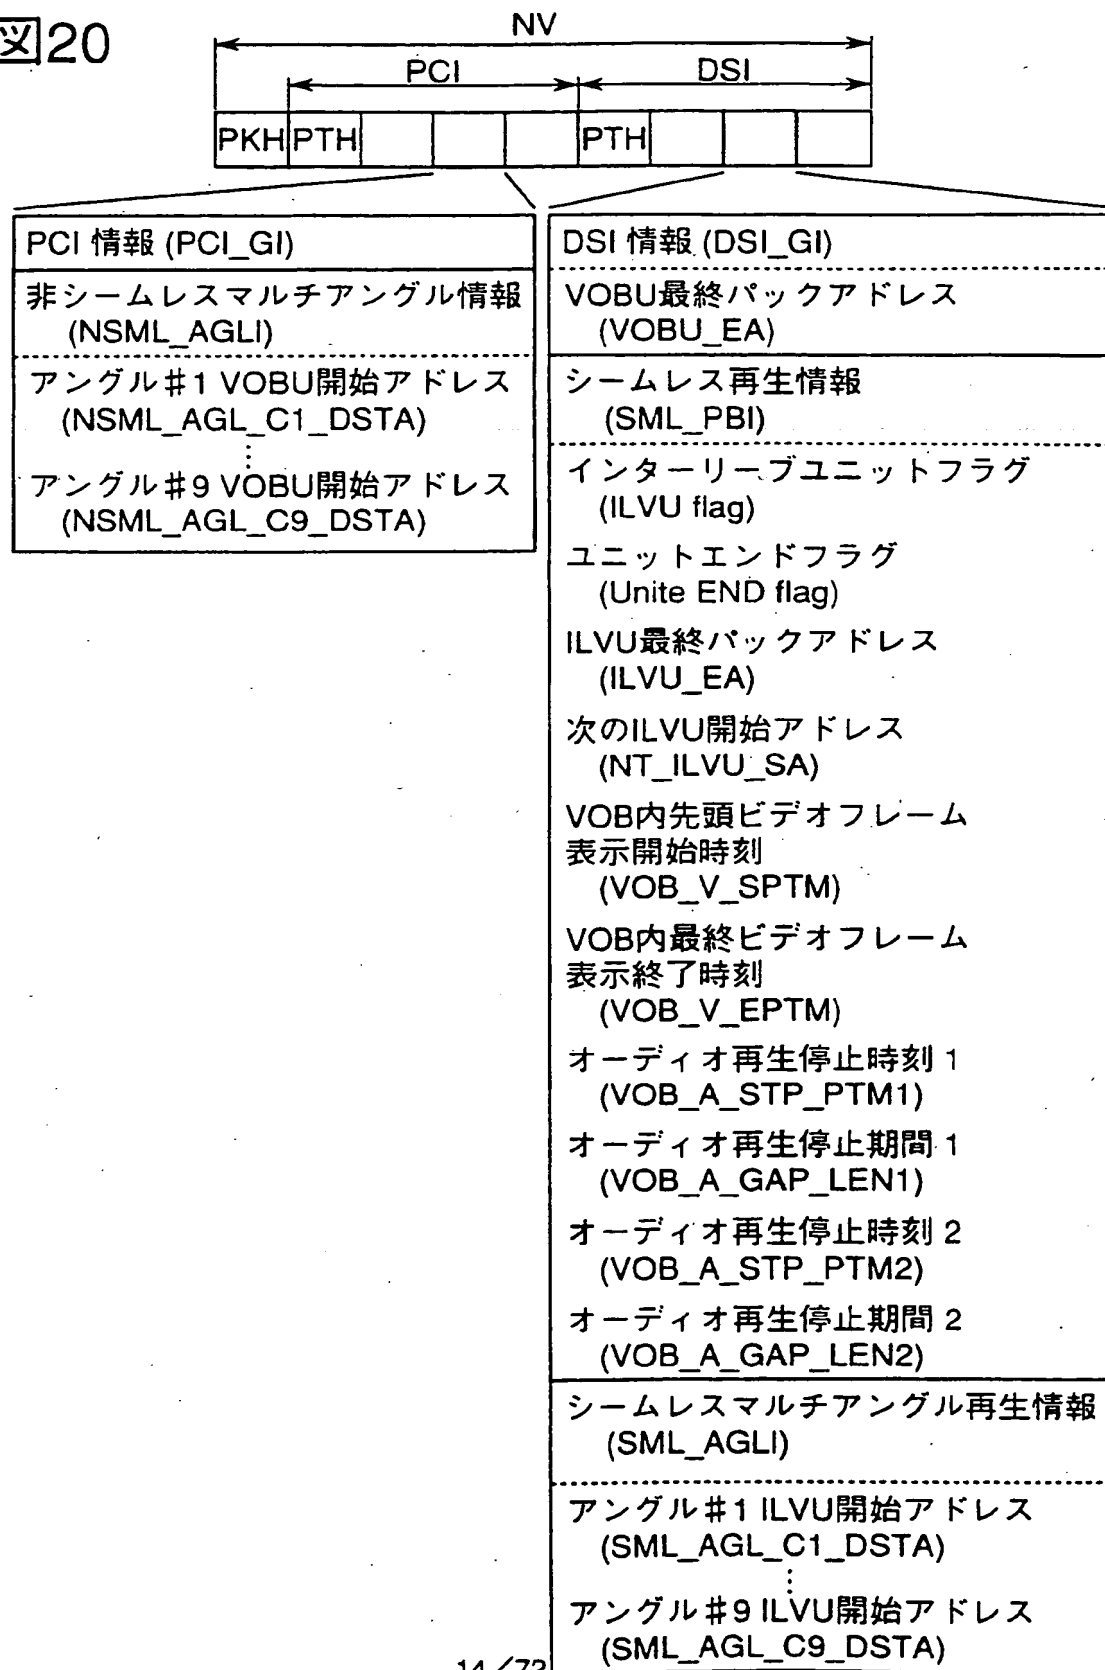 図20
NV
PCI
DSI
PKH PTH PTH
PCI 情報 (PCI_GI)
非シームレスマルチアングル情報
(NSML_AGLI)
アングル#1 VOBU開始アドレス
(NSML_AGL_C1_DSTA)
⋮
アングル#9 VOBU開始アドレス
(NSML_AGL_C9_DSTA)
DSI 情報 (DSI_GI)
VOBU最終パックアドレス
(VOBU_EA)
シームレス再生情報
(SML_PBI)
インターリーブユニットフラグ
(ILVU flag)
ユニットエンドフラグ
(Unite END flag)
ILVU最終パックアドレス
(ILVU_EA)
次のILVU開始アドレス
(NT_ILVU_SA)
VOB内先頭ビデオフレーム
表示開始時刻
(VOB_V_SPTM)
VOB内最終ビデオフレーム
表示終了時刻
(VOB_V_EPTM)
オーディオ再生停止時刻 1
(VOB_A_STP_PTM1)
オーディオ再生停止期間 1
(VOB_A_GAP_LEN1)
オーディオ再生停止時刻 2
(VOB_A_STP_PTM2)
オーディオ再生停止期間 2
(VOB_A_GAP_LEN2)
シームレスマルチアングル再生情報
(SML_AGLI)
アングル#1 ILVU開始アドレス
(SML_AGL_C1_DSTA)
⋮
アングル#9 ILVU開始アドレス
(SML_AGL_C9_DSTA)
14/72